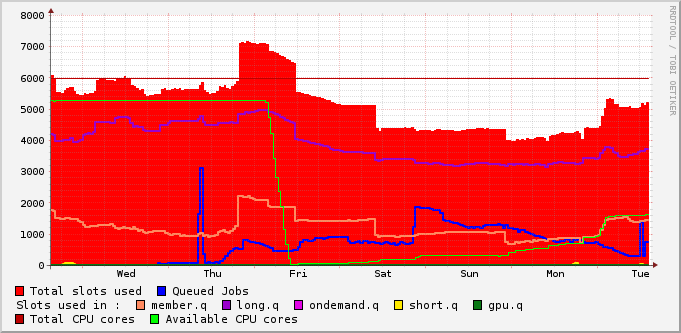 8000
7000
6000
5000
4000
3000
2000
1000
0
Wed Thu Fri Sat Sun Mon Tue
RRDTOOL / TOBI OETIKER
Total slots used Queued Jobs
Slots used in : member.q long.q ondemand.q short.q gpu.q
Total CPU cores Available CPU cores